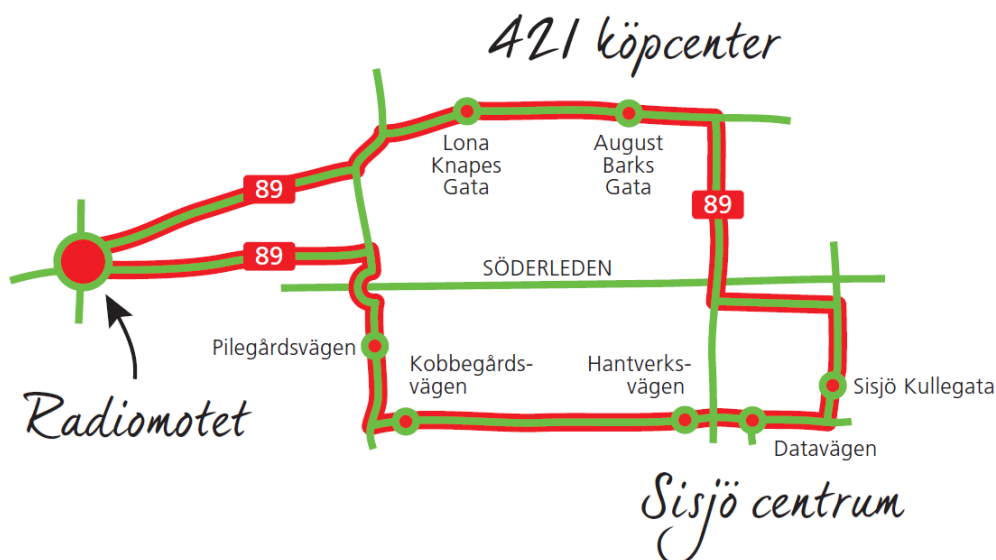 421 köpcenter
Lona
Knapes
Gata
August
Barks
Gata
89
89
89
SÖDERLEDEN
Pilegårdsvägen
Kobbegårds-
vägen
Hantverks-
vägen
Sisjö Kullegata
Radiomotet
Datavägen
Sisjö centrum